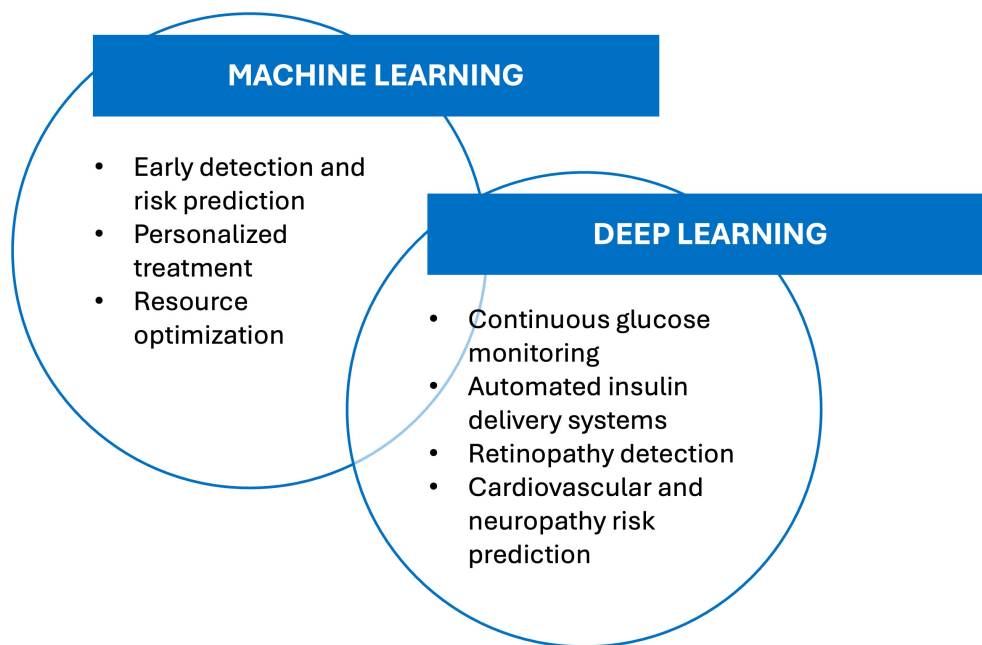 MACHINE LEARNING
• Early detection and
risk prediction
• Personalized
treatment
• Resource
optimization
DEEP LEARNING
• Continuous glucose
monitoring
• Automated insulin
delivery systems
• Retinopathy detection
• Cardiovascular and
neuropathy risk
prediction